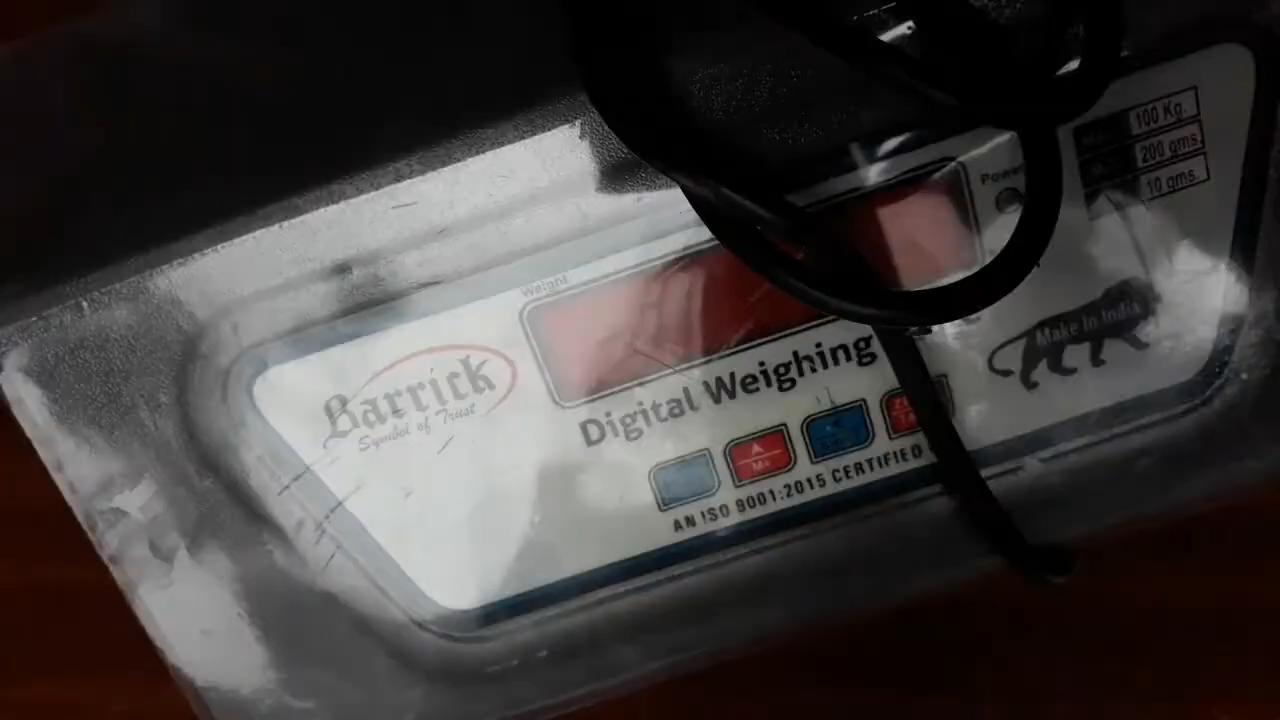 100 Kg.
200 gms.
10 gms.
Power
Weight
Make In India
Barrick
Symbol of Trust
Digital Weighing
AN ISO 9001:2015 CERTIFIED